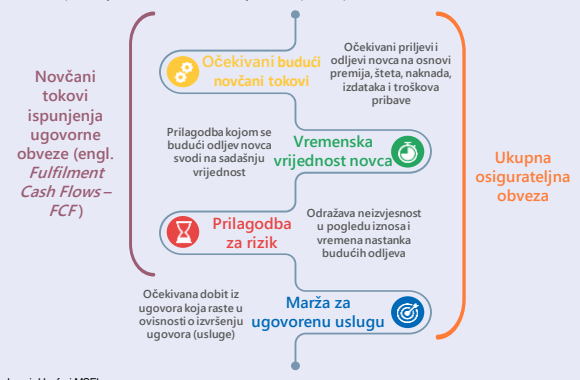 Novčani
tokovi
ispunjenja
ugovorne
obveze (engl.
Fulfilment
Cash Flows –
FCF)
Očekivani budući
novčani tokovi
Očekivani priljevi i
odljevi novca na osnovi
premija, šteta, naknada,
izdataka i troškova
pribave
Prilagodba kojom se
budući odljev novca
svodi na sadašnju
vrijednost
Vremenska
vrijednost novca
Prilagodba
za rizik
Odražava neizvjesnost
u pogledu iznosa i
vremena nastanka
budućih odljeva
Očekivana dobit iz
ugovora koja raste u
ovisnosti o izvršenju
ugovora (usluge)
Marža za
ugovorenu uslugu
Ukupna
osigurateljna
obveza